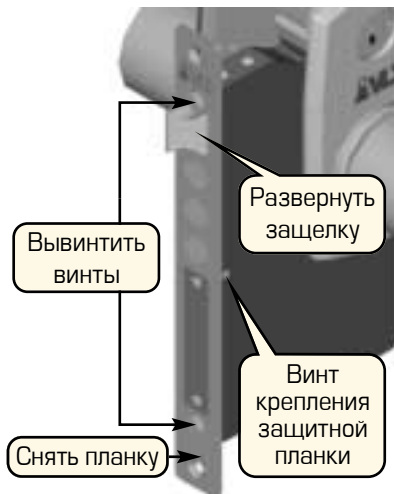 Развернуть
защелку
Вывинтить
винты
Винт
крепления
защитной
планки
Снять планку